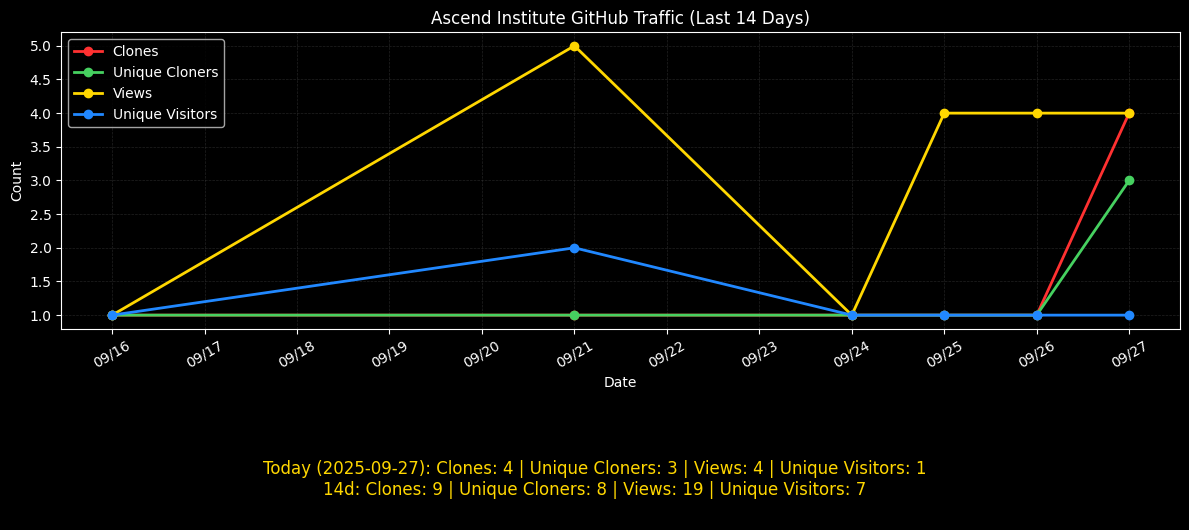 Ascend Institute GitHub Traffic (Last 14 Days)
Clones
Unique Cloners
Views
Unique Visitors
Count
5.0
4.5
4.0
3.5
3.0
2.5
2.0
1.5
1.0
09/16
09/17
09/18
09/19
09/20
09/21
09/22
09/23
09/24
09/25
09/26
09/27
Date
Today (2025-09-27): Clones: 4 | Unique Cloners: 3 | Views: 4 | Unique Visitors: 1
14d: Clones: 9 | Unique Cloners: 8 | Views: 19 | Unique Visitors: 7